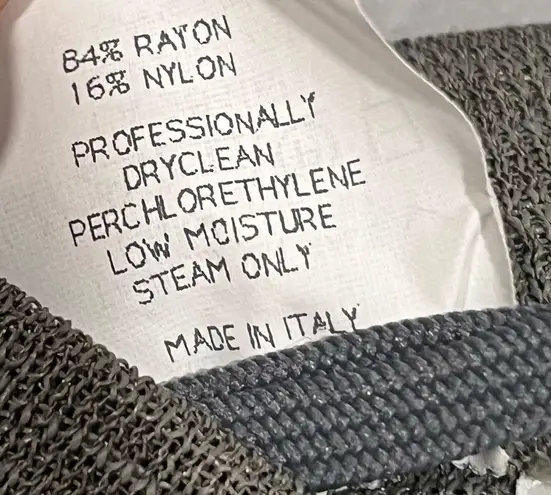 84% RAYON
16% NYLON
PROFESSIONALLY
DRYCLEAN
PERCHLORETHYLENE
LOW MOISTURE
STEAM ONLY
MADE IN ITALY